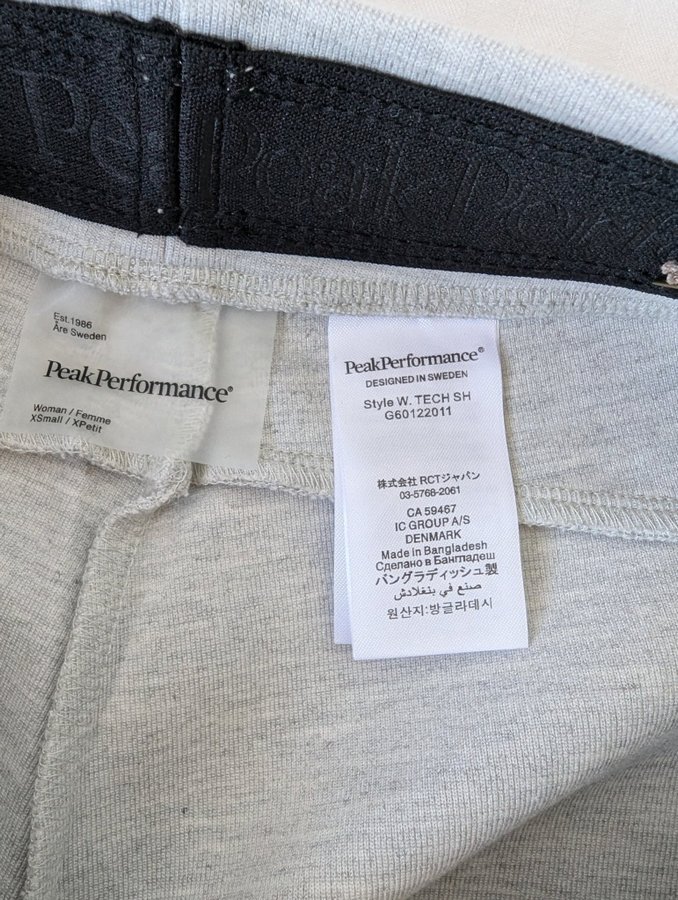 Pe
Peak Per
Est.1986
Åre Sweden
PeakPerformance®
Woman / Femme
XSmall / XPetit
PeakPerformance®
DESIGNED IN SWEDEN
Style W. TECH SH
G60122011
株式会社 RCTジャパン
03-5768-2061
CA 59467
IC GROUP A/S
DENMARK
Made in Bangladesh
Сделано в Бангладеш
バングラディッシュ製
صنع في بنغلادش
원산지:방글라데시